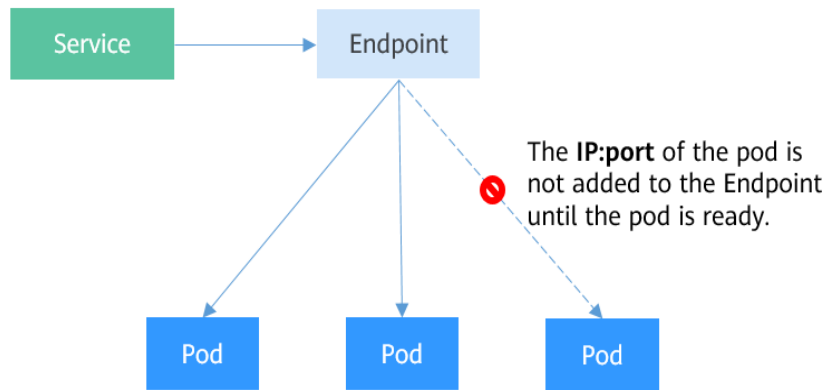 Service
Endpoint
The IP:port of the pod is
not added to the Endpoint
until the pod is ready.
Pod
Pod
Pod